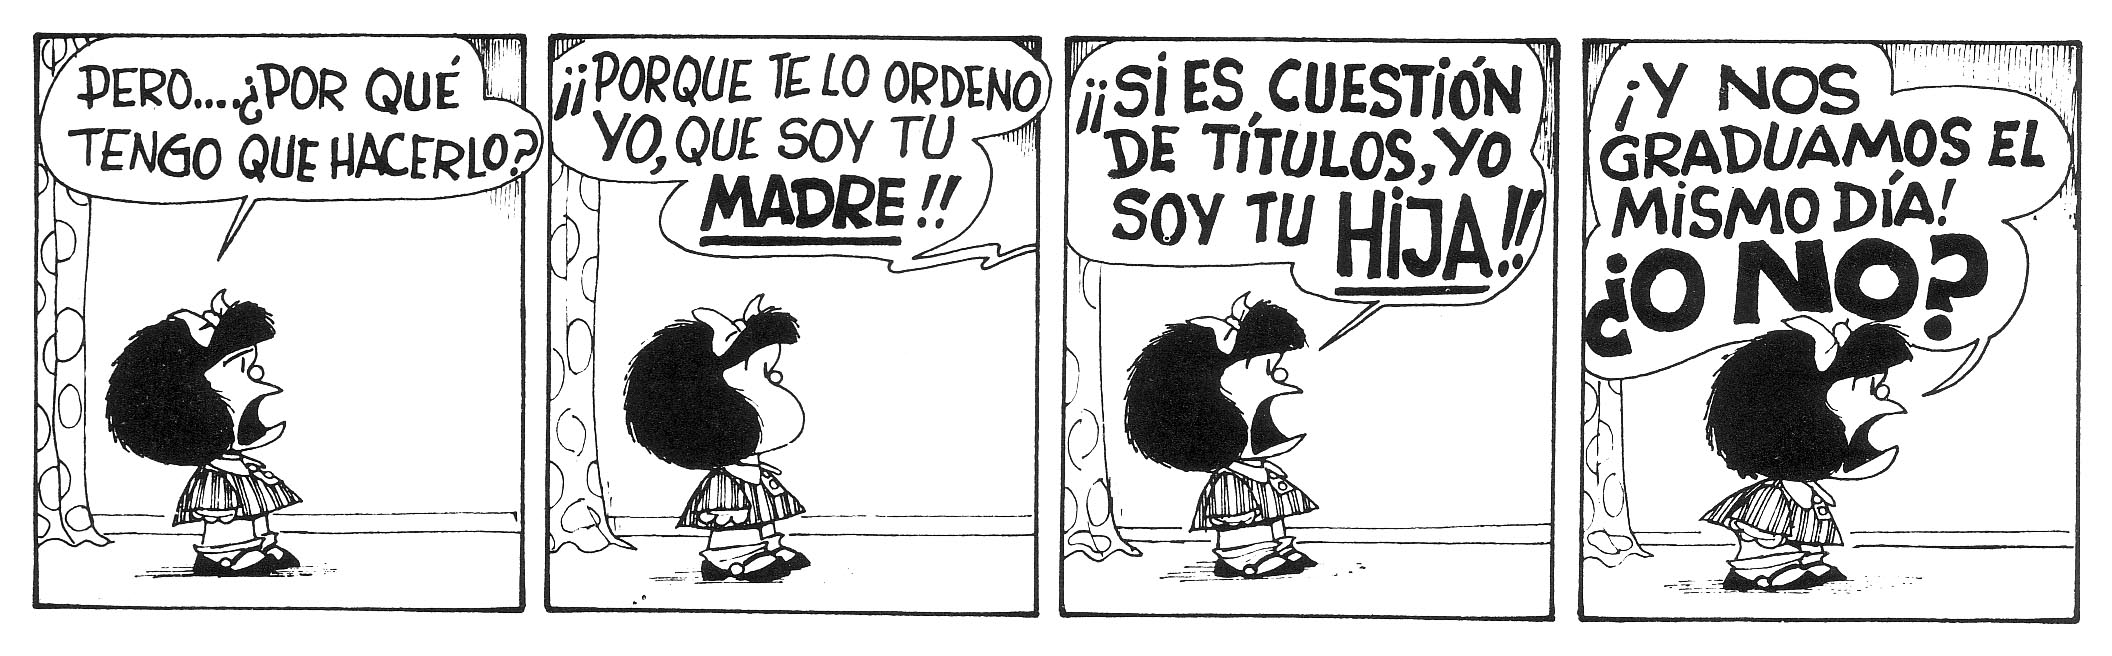 PERO....¿POR QUÉ
TENGO QUE HACERLO?
¡¡PORQUE TE LO ORDENO
YO, QUE SOY TU
MADRE!!
¡¡SI ES CUESTIÓN
DE TÍTULOS, YO
SOY TU HIJA!!
¡Y NOS
GRADUAMOS EL
MISMO DÍA!
¿O NO?